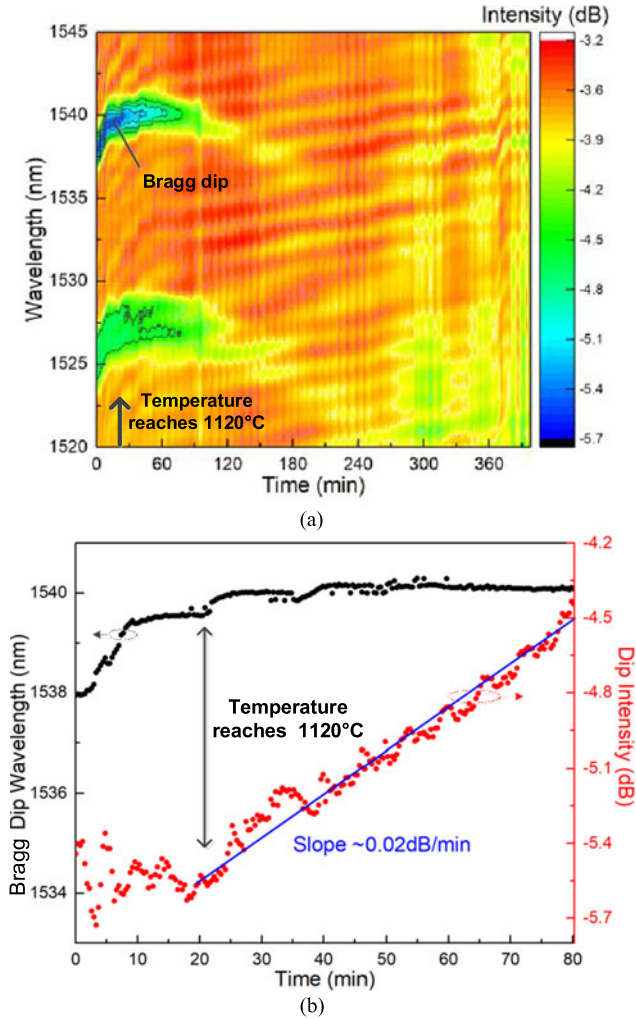 Intensity (dB)
1545
1540
1535
1530
1525
1520
Wavelength (nm)
Bragg dip
Temperature
reaches 1120°C
0
60
120
180
240
300
360
Time (min)
-3.2
-3.6
-3.9
-4.2
-4.5
-4.8
-5.1
-5.4
-5.7
(a)
1540
1538
1536
1534
Bragg Dip Wavelength (nm)
Temperature
reaches 1120°C
Slope ~0.02dB/min
-4.2
-4.5
-4.8
-5.1
-5.4
-5.7
Dip Intensity (dB)
0
10
20
30
40
50
60
70
80
Time (min)
(b)